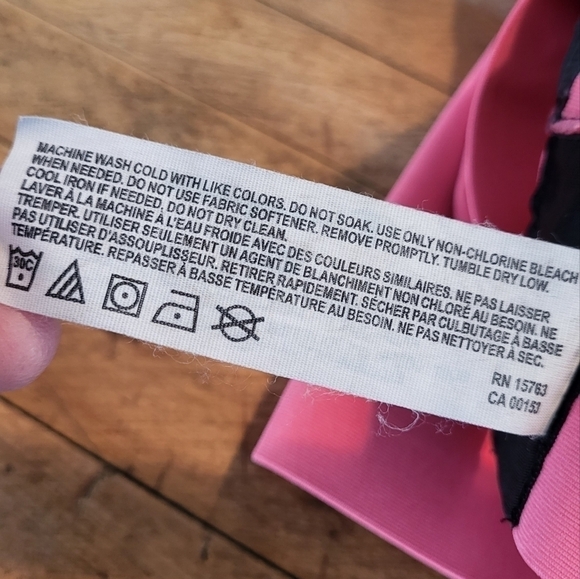 MACHINE WASH COLD WITH LIKE COLORS. DO NOT SOAK. USE ONLY NON-CHLORINE BLEACH
WHEN NEEDED. DO NOT USE FABRIC SOFTENER. REMOVE PROMPTLY. TUMBLE DRY LOW.
COOL IRON IF NEEDED. DO NOT DRY CLEAN.
LAVER À LA MACHINE À L'EAU FROIDE AVEC DES COULEURS SIMILAIRES. NE PAS LAISSER
TREMPER. UTILISER SEULEMENT UN AGENT DE BLANCHIMENT NON CHLORÉ AU BESOIN. NE
PAS UTILISER D'ASSOUPLISSEUR. RETIRER RAPIDEMENT. SÉCHER PAR CULBUTAGE À BASSE
TEMPÉRATURE. REPASSER À BASSE TEMPÉRATURE AU BESOIN. PAS NETTOYER À SEC.
30C
RN 15763
CA 00153